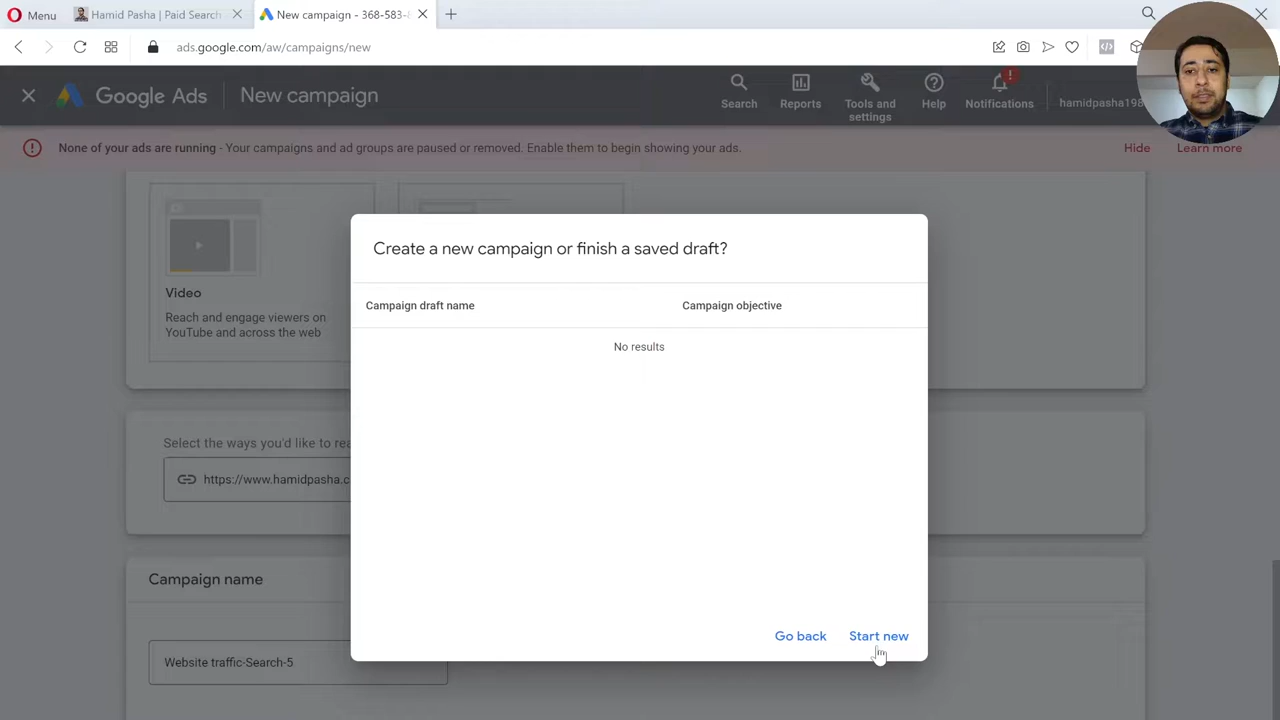 Menu
Hamid Pasha | Paid Search
New campaign - 368-583-
ads.google.com/aw/campaigns/new
Google Ads
New campaign
Search
Reports
Tools and settings
Help
Notifications
hamidpasha198
None of your ads are running - Your campaigns and ad groups are paused or removed. Enable them to begin showing your ads.
Hide
Learn more
Video
Reach and engage viewers on
YouTube and across the web
Create a new campaign or finish a saved draft?
Campaign draft name
Campaign objective
No results
Select the ways you'd like to rea
https://www.hamidpasha.c
Go back
Start new
Campaign name
Website traffic-Search-5